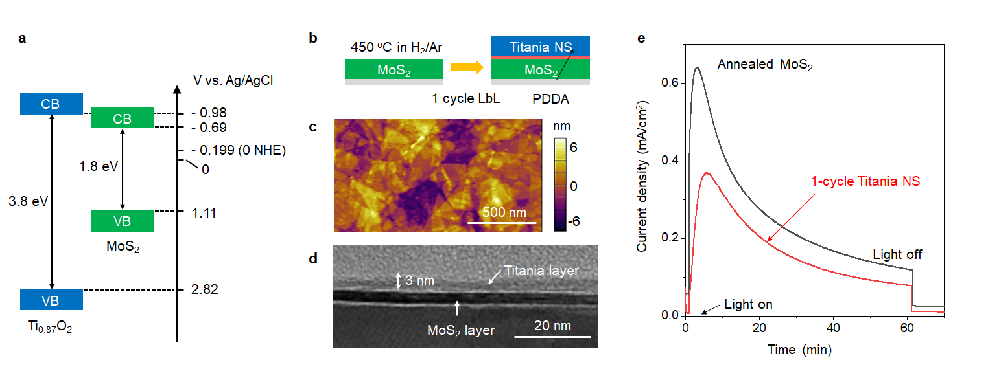 a
V vs. Ag/AgCl
CB
CB
- 0.98
- 0.69
- 0.199 (0 NHE)
0
1.8 eV
3.8 eV
1.11
VB
MoS2
2.82
VB
Ti0.87O2
b
450 oC in H2/Ar
MoS2
1 cycle LbL
Titania NS
MoS2
PDDA
c
500 nm
nm
6
0
-6
d
3 nm
Titania layer
MoS2 layer
20 nm
e
Annealed MoS2
1-cycle Titania NS
Light off
Light on
Current density (mA/cm2)
0.6
0.4
0.2
0.0
0
20
40
60
Time (min)